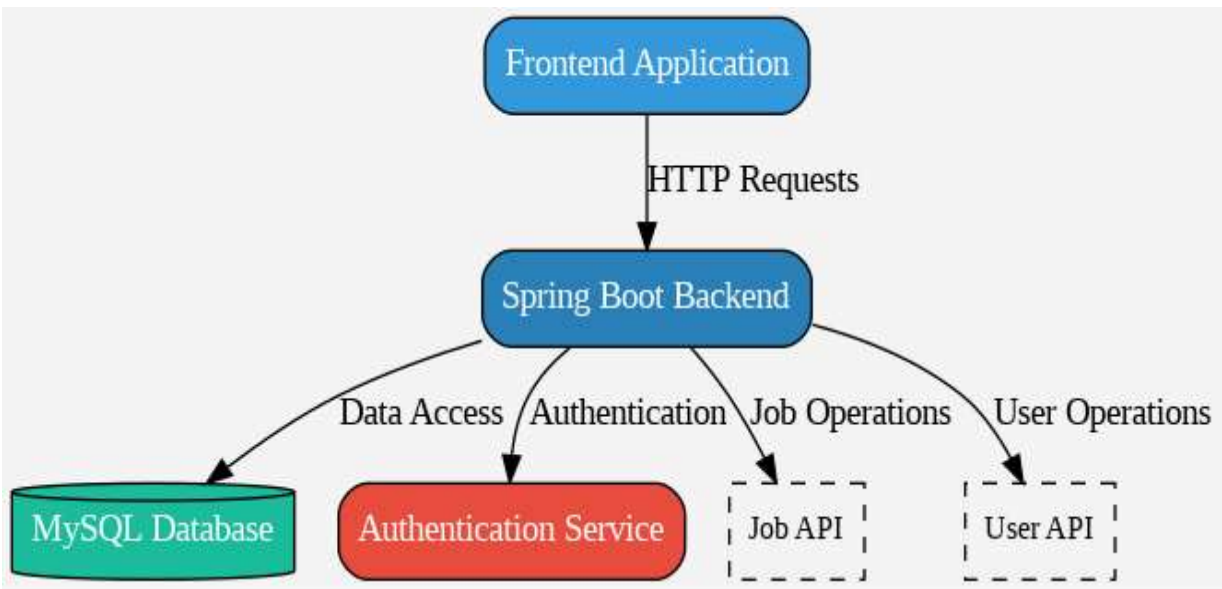 Frontend Application
HTTP Requests
Spring Boot Backend
Data Access
Authentication
Job Operations
User Operations
MySQL Database
Authentication Service
Job API
User API